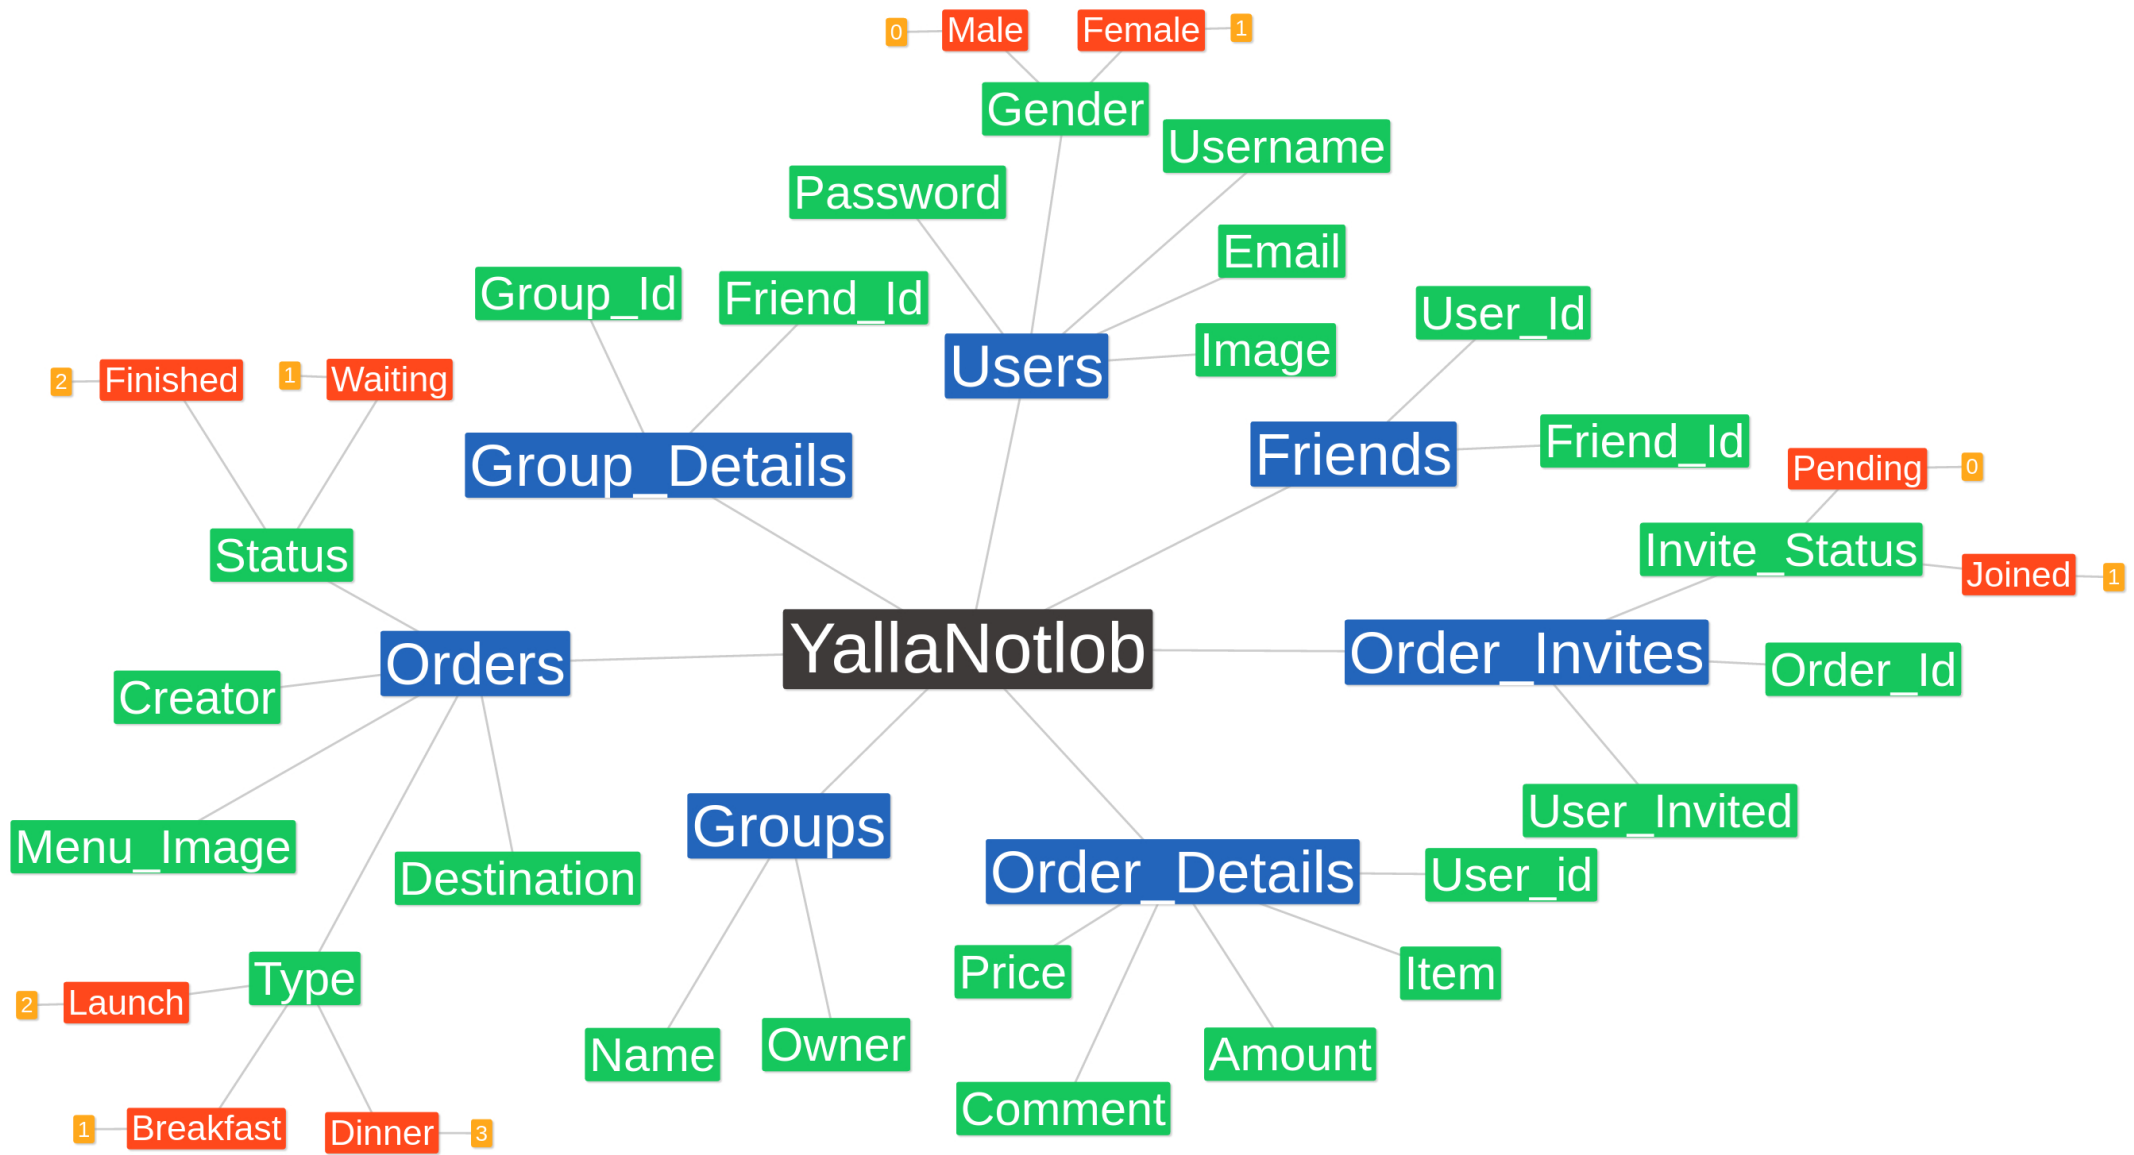 0
Male
Female
1
Gender
Username
Password
Email
Group_Id
Friend_Id
User_Id
Image
Users
2
Finished
1
Waiting
Friends
Friend_Id
Group_Details
Pending
0
Status
Invite_Status
Joined
1
YallaNotlob
Orders
Order_Invites
Order_Id
Creator
User_Invited
Groups
Menu_Image
Destination
Order_Details
User_id
Type
Price
Item
2
Launch
Name
Owner
Amount
Comment
1
Breakfast
Dinner
3